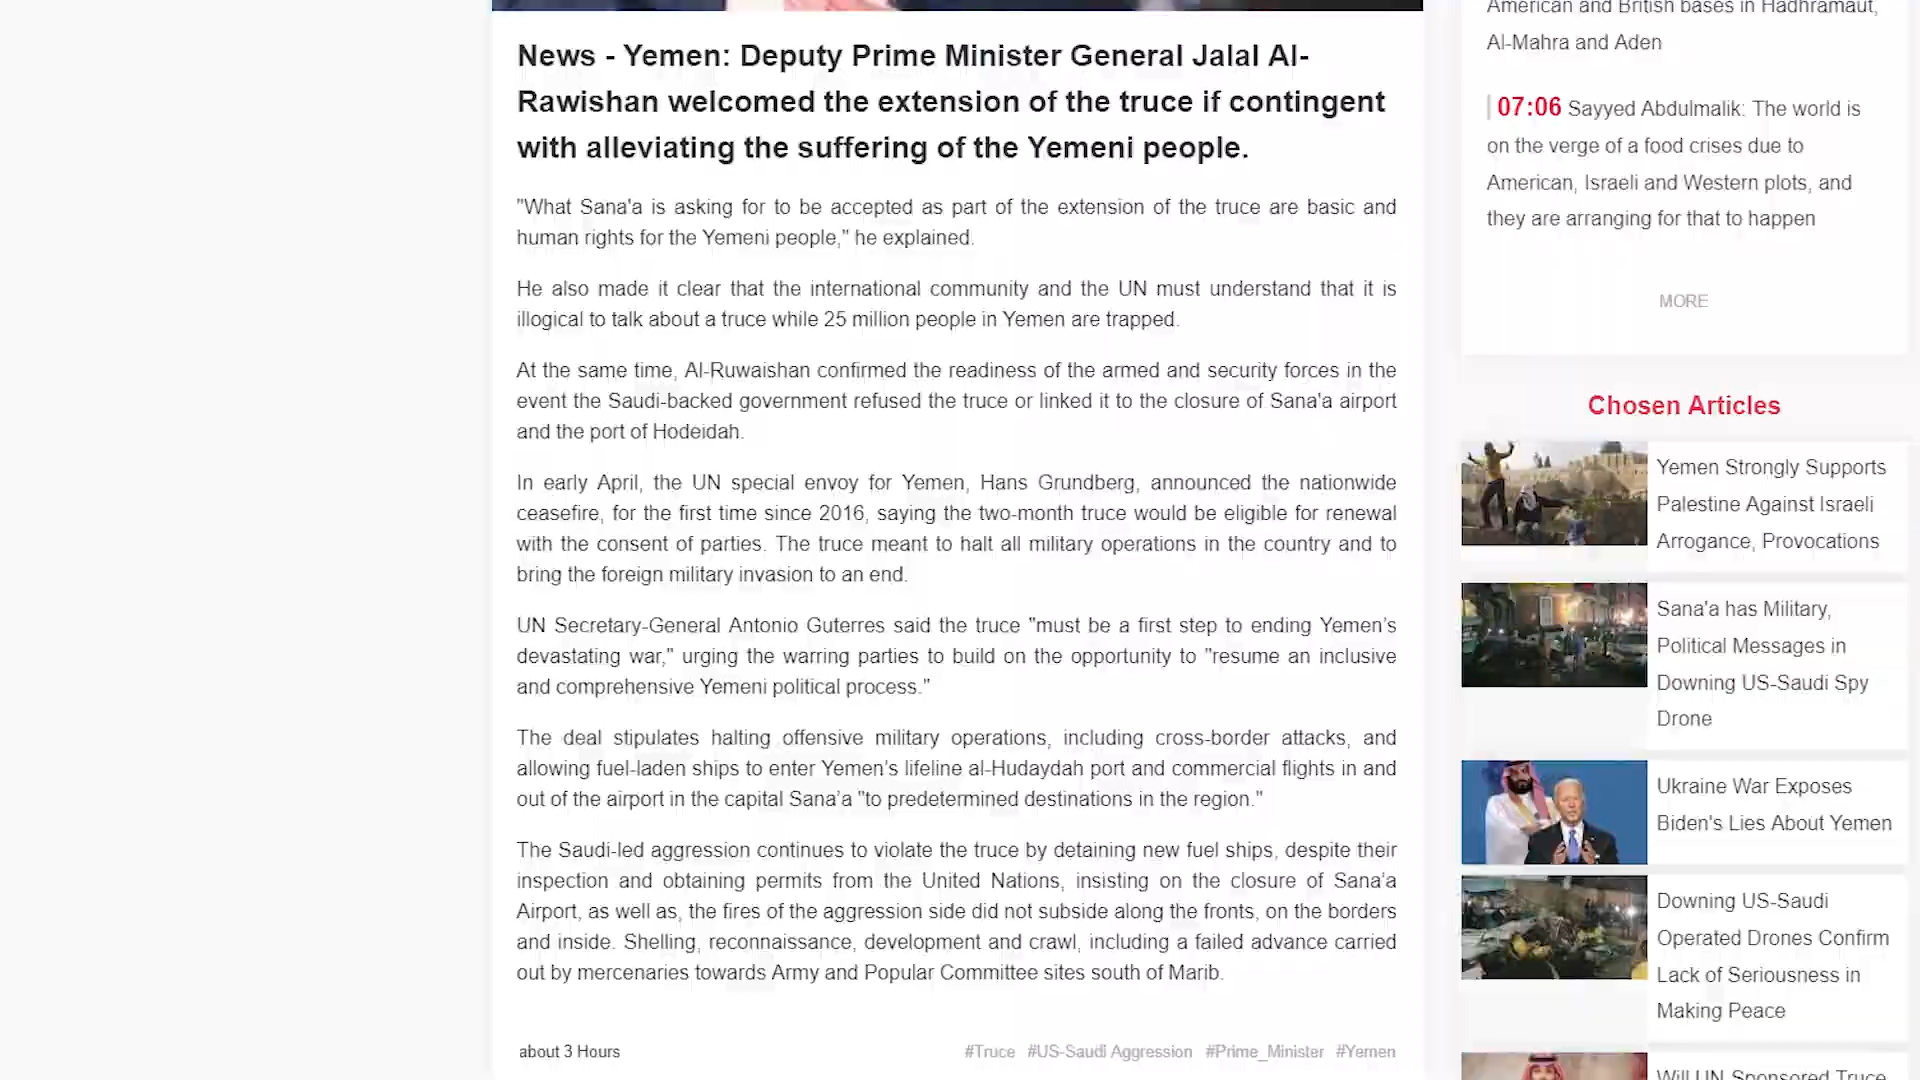 News - Yemen: Deputy Prime Minister General Jalal Al-
Rawishan welcomed the extension of the truce if contingent
with alleviating the suffering of the Yemeni people.
"What Sana'a is asking for to be accepted as part of the extension of the truce are basic and
human rights for the Yemeni people," he explained.
He also made it clear that the international community and the UN must understand that it is
illogical to talk about a truce while 25 million people in Yemen are trapped.
At the same time, Al-Ruwaishan confirmed the readiness of the armed and security forces in the
event the Saudi-backed government refused the truce or linked it to the closure of Sana'a airport
and the port of Hodeidah.
In early April, the UN special envoy for Yemen, Hans Grundberg, announced the nationwide
ceasefire, for the first time since 2016, saying the two-month truce would be eligible for renewal
with the consent of parties. The truce meant to halt all military operations in the country and to
bring the foreign military invasion to an end.
UN Secretary-General Antonio Guterres said the truce "must be a first step to ending Yemen's
devastating war," urging the warring parties to build on the opportunity to "resume an inclusive
and comprehensive Yemeni political process."
The deal stipulates halting offensive military operations, including cross-border attacks, and
allowing fuel-laden ships to enter Yemen's lifeline al-Hudaydah port and commercial flights in and
out of the airport in the capital Sana'a "to predetermined destinations in the region."
The Saudi-led aggression continues to violate the truce by detaining new fuel ships, despite their
inspection and obtaining permits from the United Nations, insisting on the closure of Sana'a
Airport, as well as, the fires of the aggression side did not subside along the fronts, on the borders
and inside. Shelling, reconnaissance, development and crawl, including a failed advance carried
out by mercenaries towards Army and Popular Committee sites south of Marib.
about 3 Hours
#Truce #US-Saudi Aggression #Prime_Minister #Yemen
American and British bases in Hadhramaut,
Al-Mahra and Aden
07:06 Sayyed Abdulmalik: The world is
on the verge of a food crises due to
American, Israeli and Western plots, and
they are arranging for that to happen
MORE
Chosen Articles
Yemen Strongly Supports
Palestine Against Israeli
Arrogance, Provocations
Sana'a has Military,
Political Messages in
Downing US-Saudi Spy
Drone
Ukraine War Exposes
Biden's Lies About Yemen
Downing US-Saudi
Operated Drones Confirm
Lack of Seriousness in
Making Peace
Will UN-Sponsored Truce